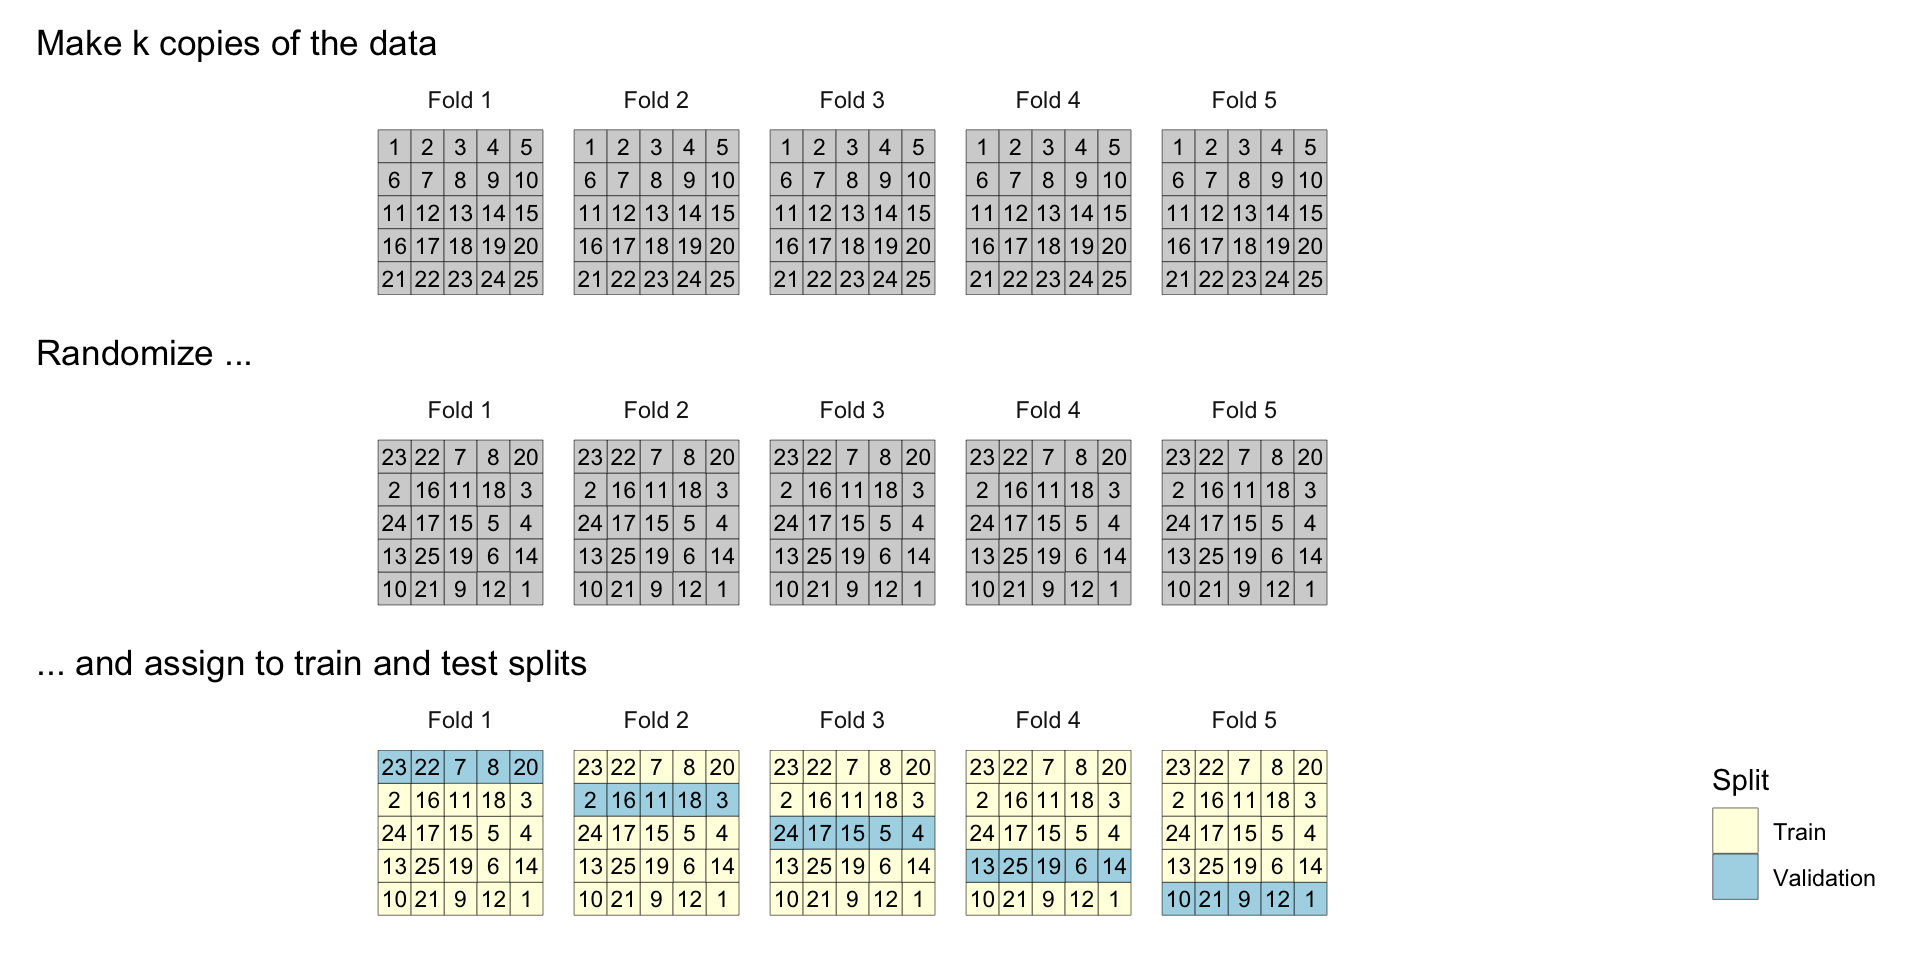 Make k copies of the data
Fold 1 Fold 2 Fold 3 Fold 4 Fold 5
1 2 3 4 5 1 2 3 4 5 1 2 3 4 5 1 2 3 4 5 1 2 3 4 5
6 7 8 9 10 6 7 8 9 10 6 7 8 9 10 6 7 8 9 10 6 7 8 9 10
11 12 13 14 15 11 12 13 14 15 11 12 13 14 15 11 12 13 14 15 11 12 13 14 15
16 17 18 19 20 16 17 18 19 20 16 17 18 19 20 16 17 18 19 20 16 17 18 19 20
21 22 23 24 25 21 22 23 24 25 21 22 23 24 25 21 22 23 24 25 21 22 23 24 25
Randomize ...
Fold 1 Fold 2 Fold 3 Fold 4 Fold 5
23 22 7 8 20 23 22 7 8 20 23 22 7 8 20 23 22 7 8 20 23 22 7 8 20
2 16 11 18 3 2 16 11 18 3 2 16 11 18 3 2 16 11 18 3 2 16 11 18 3
24 17 15 5 4 24 17 15 5 4 24 17 15 5 4 24 17 15 5 4 24 17 15 5 4
13 25 19 6 14 13 25 19 6 14 13 25 19 6 14 13 25 19 6 14 13 25 19 6 14
10 21 9 12 1 10 21 9 12 1 10 21 9 12 1 10 21 9 12 1 10 21 9 12 1
... and assign to train and test splits
Fold 1 Fold 2 Fold 3 Fold 4 Fold 5
23 22 7 8 20 23 22 7 8 20 23 22 7 8 20 23 22 7 8 20 23 22 7 8 20
2 16 11 18 3 2 16 11 18 3 2 16 11 18 3 2 16 11 18 3 2 16 11 18 3
24 17 15 5 4 24 17 15 5 4 24 17 15 5 4 24 17 15 5 4 24 17 15 5 4
13 25 19 6 14 13 25 19 6 14 13 25 19 6 14 13 25 19 6 14 13 25 19 6 14
10 21 9 12 1 10 21 9 12 1 10 21 9 12 1 10 21 9 12 1 10 21 9 12 1
Split
Train
Validation